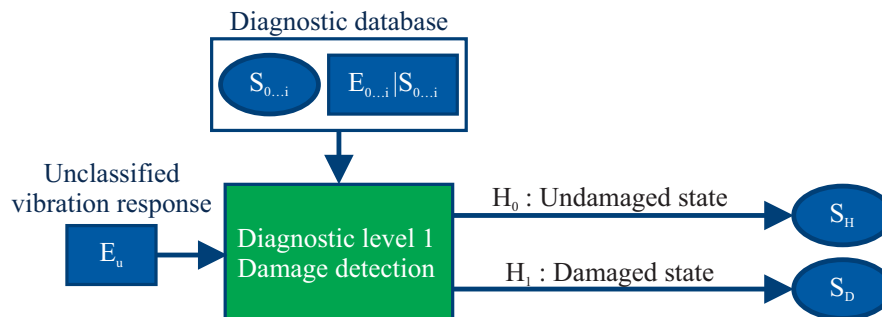 Diagnostic database
S0...i
E0...i|S0...i
Unclassified
vibration response
Eu
Diagnostic level 1
Damage detection
H0 : Undamaged state
SH
H1 : Damaged state
SD